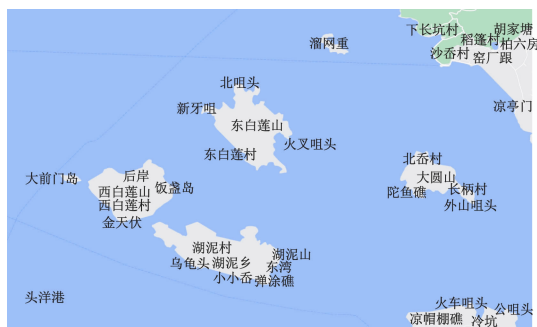 下长坑村
胡家塘
稻蓬村
柏六房
溜网重
沙岙村
窑厂跟
北咀头
新牙咀
凉亭门
东白莲山
火叉咀头
东白莲村
北岙村
后岸
大前门岛
大圆山
西白莲山
饭盏岛
陀鱼礁
长柄村
西白莲村
外山咀头
金天伏
湖泥村
湖泥山
乌龟头
湖泥乡
东湾
小小岙
弹涂礁
头洋港
火车咀头
公咀头
凉帽棚礁
冷坑